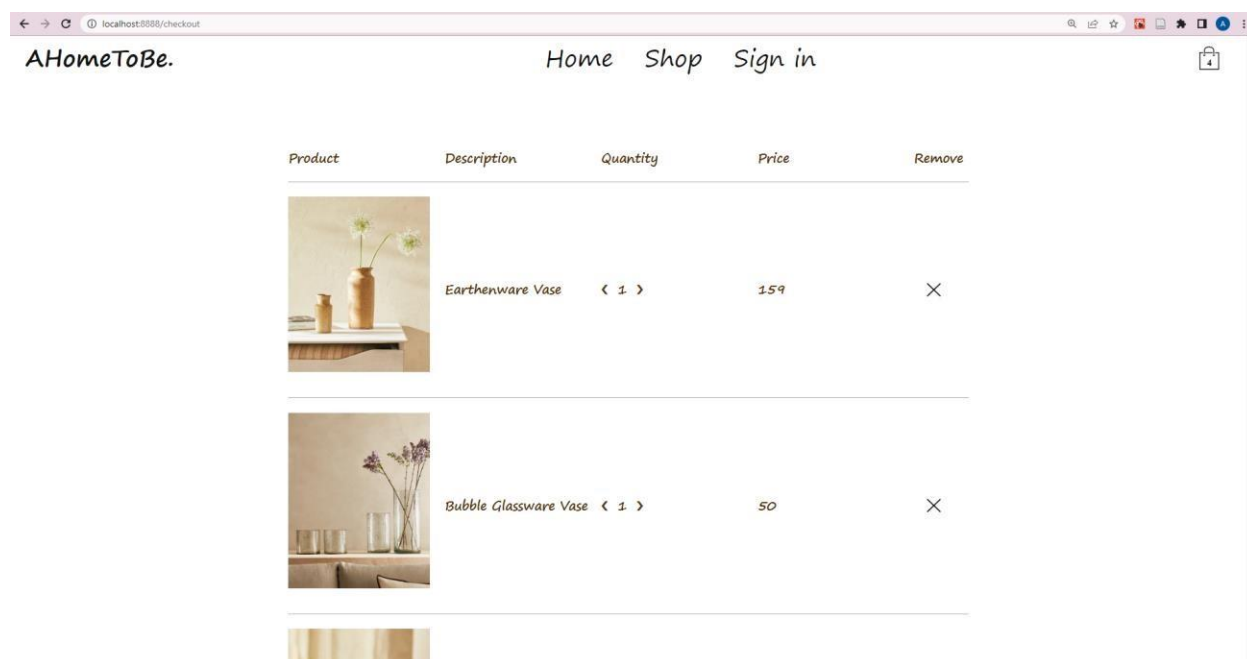 localhost:8888/checkout
AHomeToBe.
Home Shop Sign in
4
Product Description Quantity Price Remove
Earthenware Vase ❮ 1 ❯ 159
Bubble Glassware Vase ❮ 1 ❯ 50